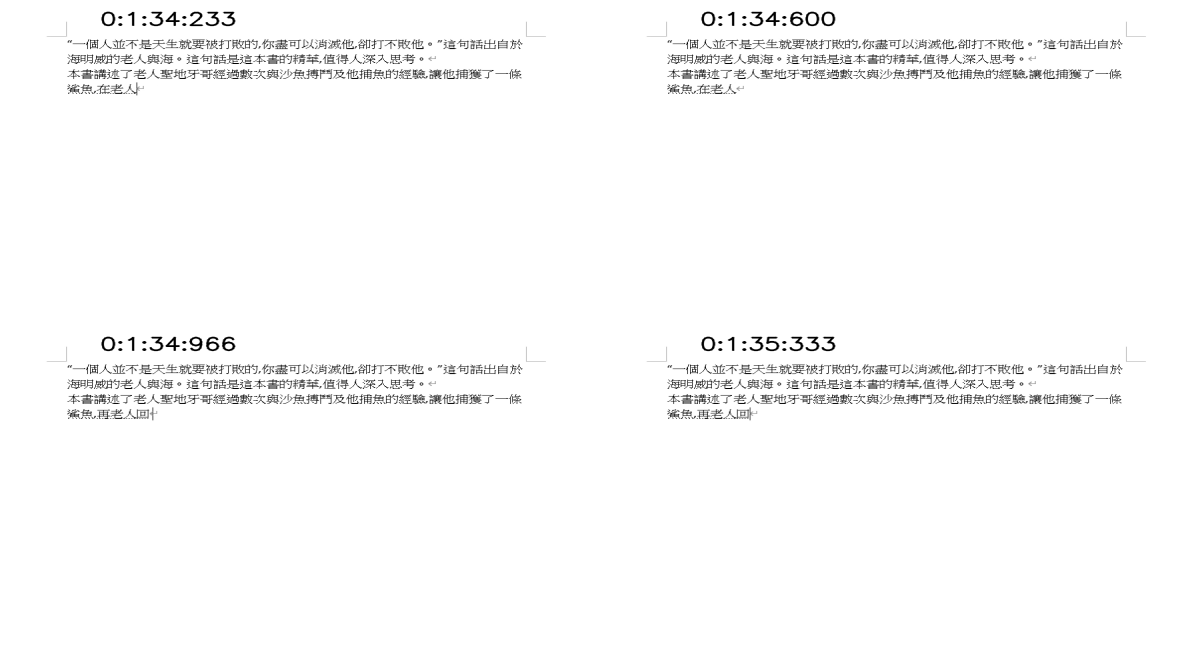 0:1:34:233
“一個人並不是天生就要被打敗的,你盡可以消滅他,卻打不敗他。”這句話出自於
海明威的老人與海。這句話是這本書的精華,值得人深入思考。
本書講述了老人聖地牙哥經過數次與沙魚搏鬥及他捕魚的經驗,讓他捕獲了一條
鯊魚,在老人
0:1:34:600
“一個人並不是天生就要被打敗的,你盡可以消滅他,卻打不敗他。”這句話出自於
海明威的老人與海。這句話是這本書的精華,值得人深入思考。
本書講述了老人聖地牙哥經過數次與沙魚搏鬥及他捕魚的經驗,讓他捕獲了一條
鯊魚,在老人
0:1:34:966
“一個人並不是天生就要被打敗的,你盡可以消滅他,卻打不敗他。”這句話出自於
海明威的老人與海。這句話是這本書的精華,值得人深入思考。
本書講述了老人聖地牙哥經過數次與沙魚搏鬥及他捕魚的經驗,讓他捕獲了一條
鯊魚,再老人回
0:1:35:333
“一個人並不是天生就要被打敗的,你盡可以消滅他,卻打不敗他。”這句話出自於
海明威的老人與海。這句話是這本書的精華,值得人深入思考。
本書講述了老人聖地牙哥經過數次與沙魚搏鬥及他捕魚的經驗,讓他捕獲了一條
鯊魚,再老人回